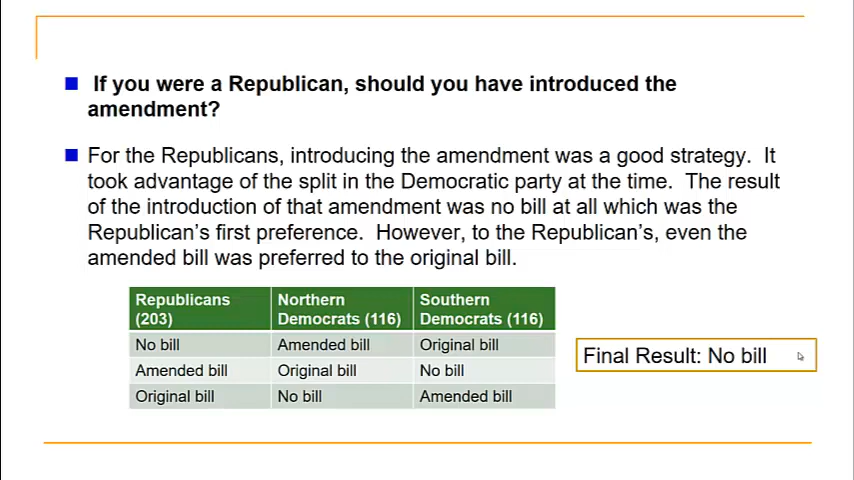 If you were a Republican, should you have introduced the
amendment?
For the Republicans, introducing the amendment was a good strategy. It
took advantage of the split in the Democratic party at the time. The result
of the introduction of that amendment was no bill at all which was the
Republican's first preference. However, to the Republican's, even the
amended bill was preferred to the original bill.
Republicans (203) Northern Democrats (116) Southern Democrats (116)
No bill Amended bill Original bill
Amended bill Original bill No bill
Original bill No bill Amended bill
Final Result: No bill